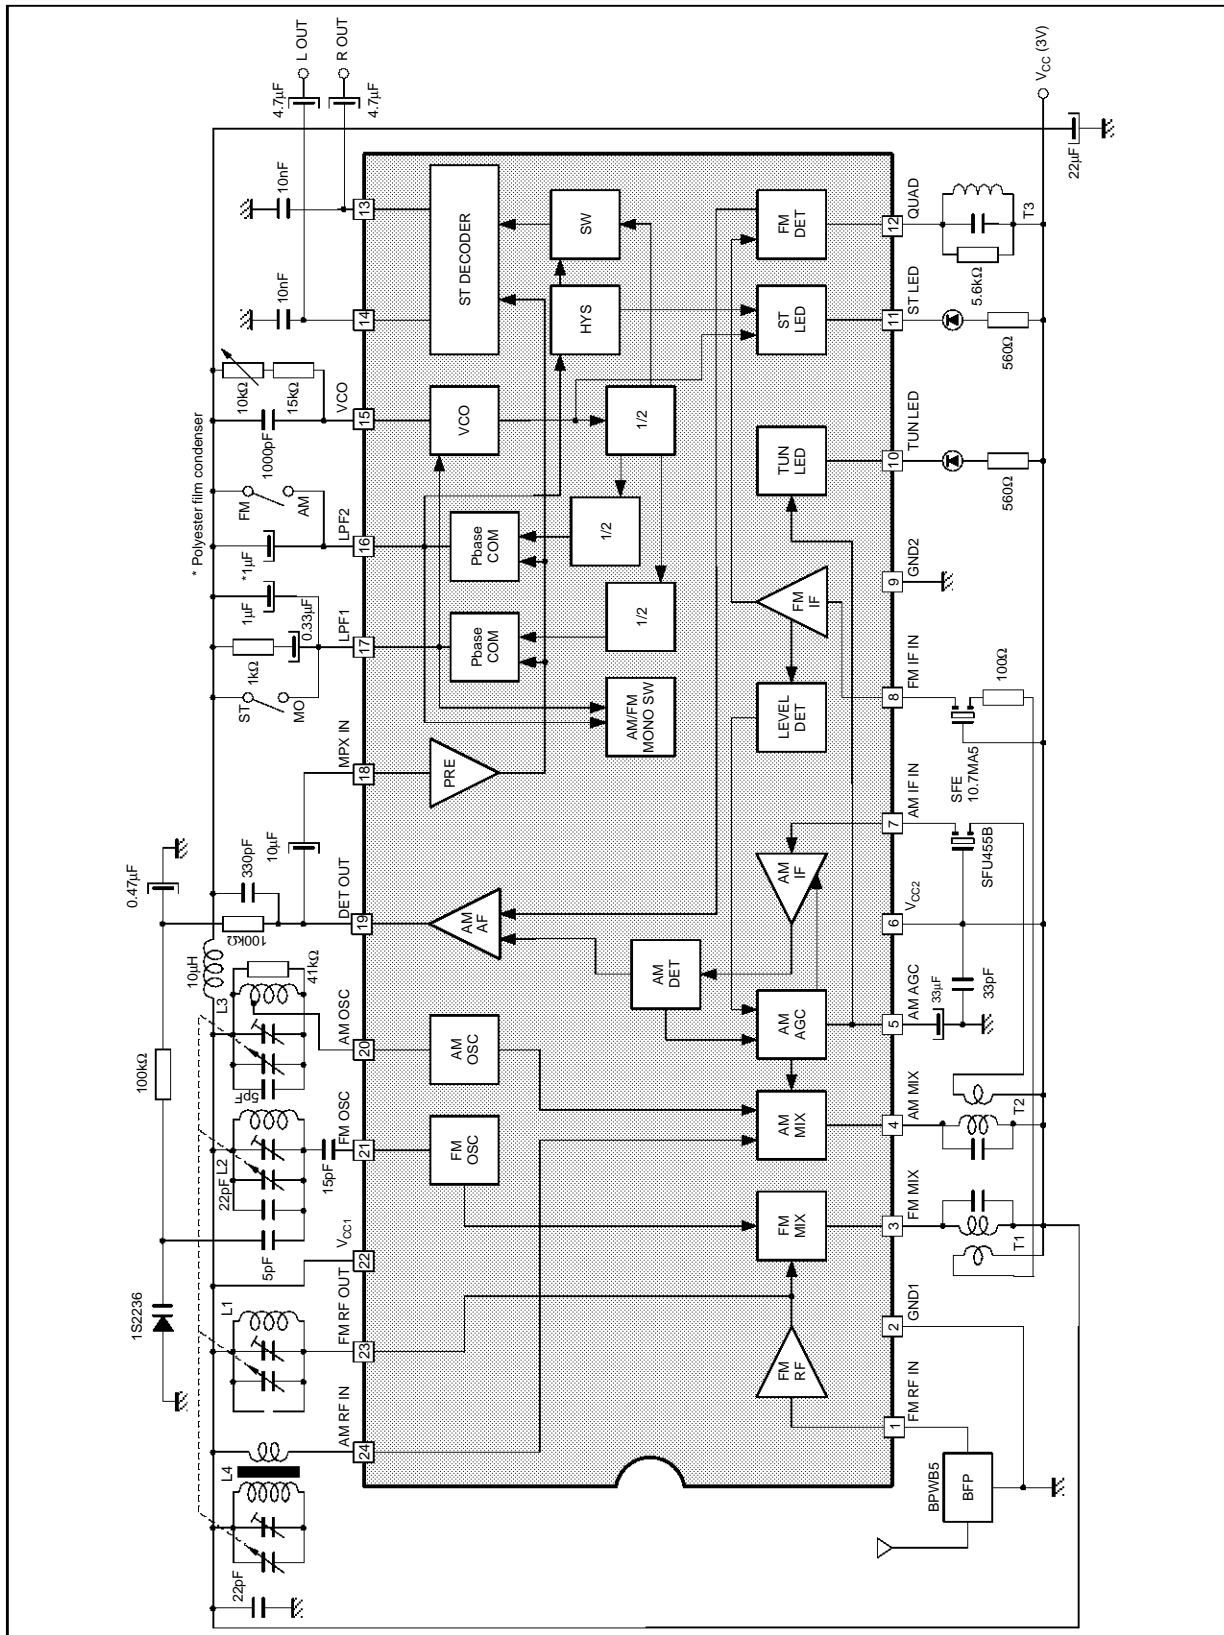 L OUT
R OUT
4.7µF
4.7µF
10nF
10nF
10kΩ
15kΩ
1000pF
VCO
* Polyester film condenser
FM
AM
*1µF
LPF2
1µF
0.33µF
1kΩ
LPF1
ST
MO
MPX IN
10µF
0.47µF
330pF
100kΩ
DET OUT
10µH
41kΩ
L3
AM OSC
5pF
100kΩ
L2
22pF
FM OSC
15pF
5pF
VCC1
1S2236
L1
FM RF OUT
AM RF IN
L4
22pF
13
14
15
16
17
18
19
20
21
22
23
24
ST DECODER
SW
HYS
VCO
1/2
1/2
1/2
Pbase
COM
Pbase
COM
AM/FM
MONO SW
PRE
AM
AF
AM
OSC
FM
OSC
FM
DET
ST
LED
TUN
LED
FM
IF
LEVEL
DET
AM
IF
AM
DET
AM
AGC
AM
MIX
FM
MIX
FM
RF
12
11
10
9
8
7
6
5
4
3
2
1
QUAD
5.6kΩ
T3
ST LED
560Ω
TUN LED
560Ω
GND2
FM IF IN
100Ω
SFE
10.7MA5
AM IF IN
SFU455B
VCC2
AM AGC
33µF
33pF
AM MIX
T2
FM MIX
T1
GND1
FM RF IN
BPWB5
BFP
VCC (3V)
22µF